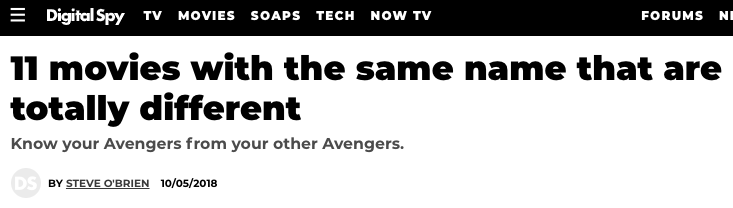 Digital Spy TV MOVIES SOAPS TECH NOW TV FORUMS
11 movies with the same name that are
totally different
Know your Avengers from your other Avengers.
DS BY STEVE O'BRIEN 10/05/2018